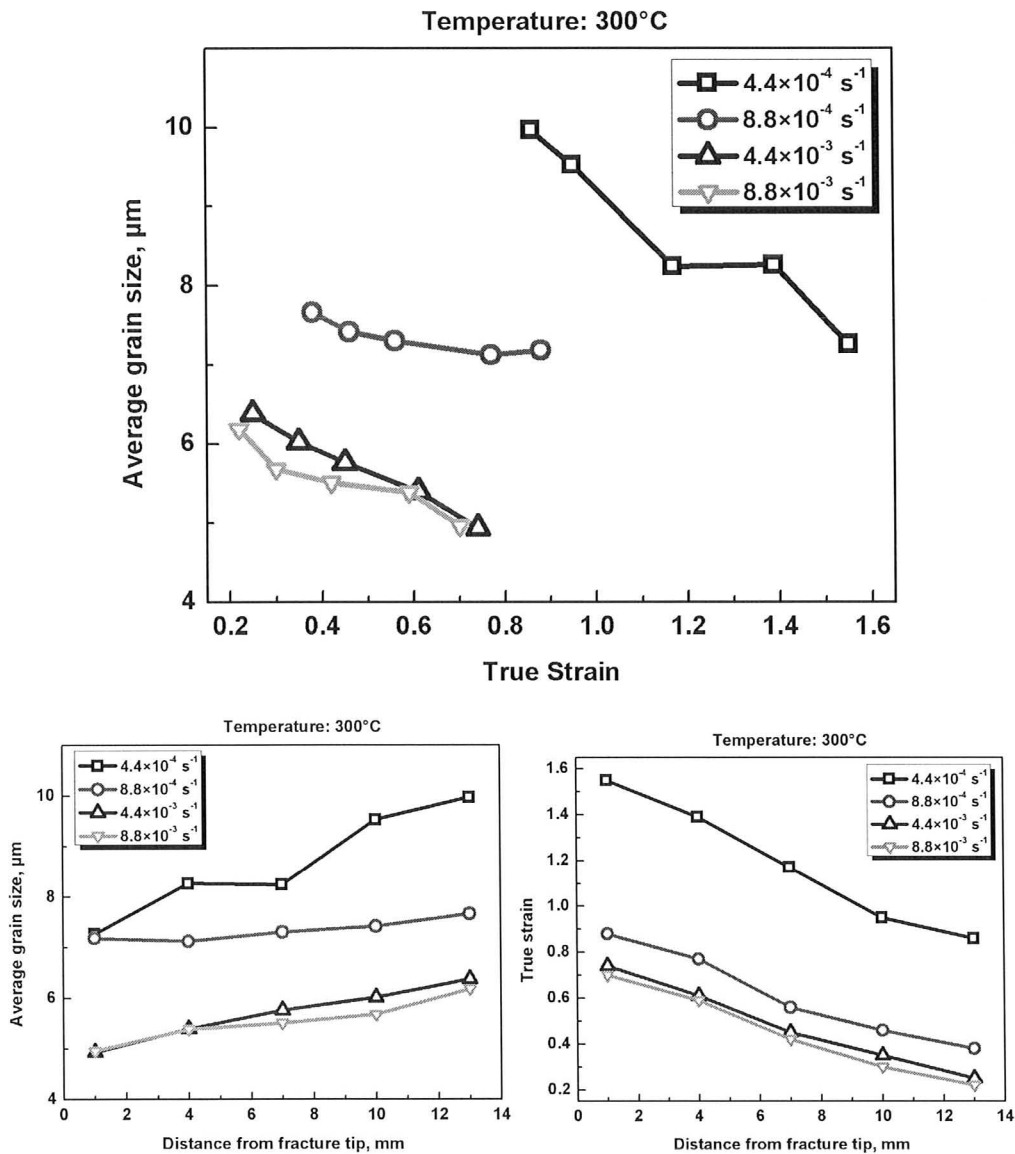 Temperature: 300°C
4.4×10⁻⁴ s⁻¹
8.8×10⁻⁴ s⁻¹
4.4×10⁻³ s⁻¹
8.8×10⁻³ s⁻¹
10
8
6
4
Average grain size, µm
0.2 0.4 0.6 0.8 1.0 1.2 1.4 1.6
True Strain
Temperature: 300°C
4.4×10⁻⁴ s⁻¹
8.8×10⁻⁴ s⁻¹
4.4×10⁻³ s⁻¹
8.8×10⁻³ s⁻¹
10
8
6
4
Average grain size, µm
0 2 4 6 8 10 12 14
Distance from fracture tip, mm
Temperature: 300°C
4.4×10⁻⁴ s⁻¹
8.8×10⁻⁴ s⁻¹
4.4×10⁻³ s⁻¹
8.8×10⁻³ s⁻¹
1.6
1.4
1.2
1.0
0.8
0.6
0.4
0.2
True strain
0 2 4 6 8 10 12 14
Distance from fracture tip, mm